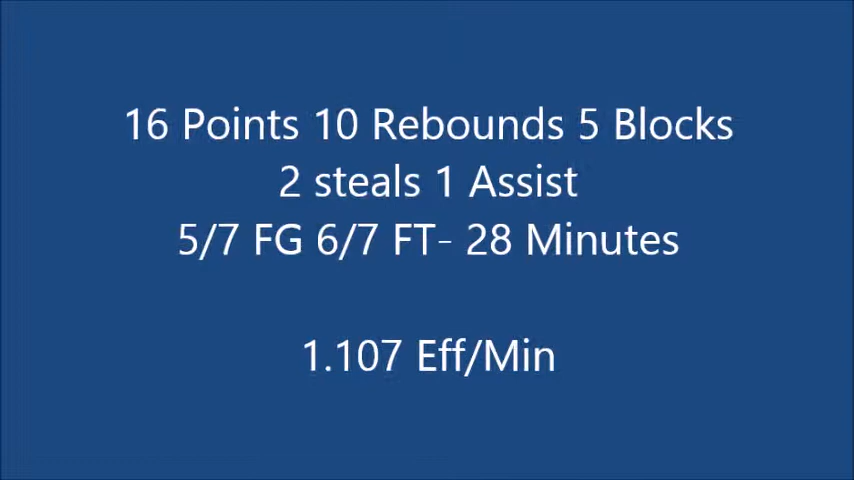 16 Points 10 Rebounds 5 Blocks
2 steals 1 Assist
5/7 FG 6/7 FT- 28 Minutes
1.107 Eff/Min